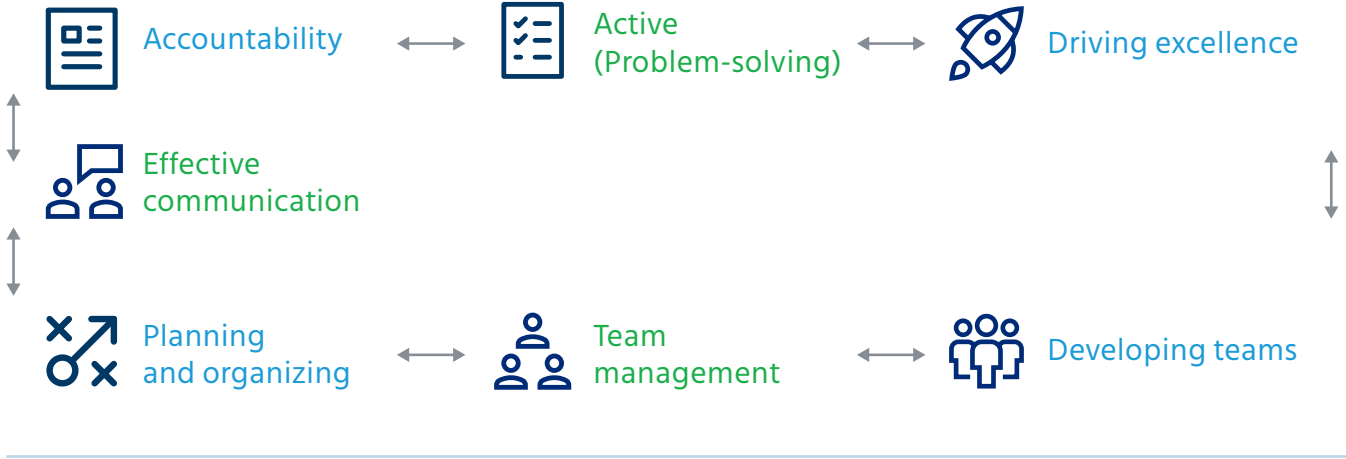 Accountability
Active
(Problem-solving)
Driving excellence
Effective
communication
Planning
and organizing
Team
management
Developing teams